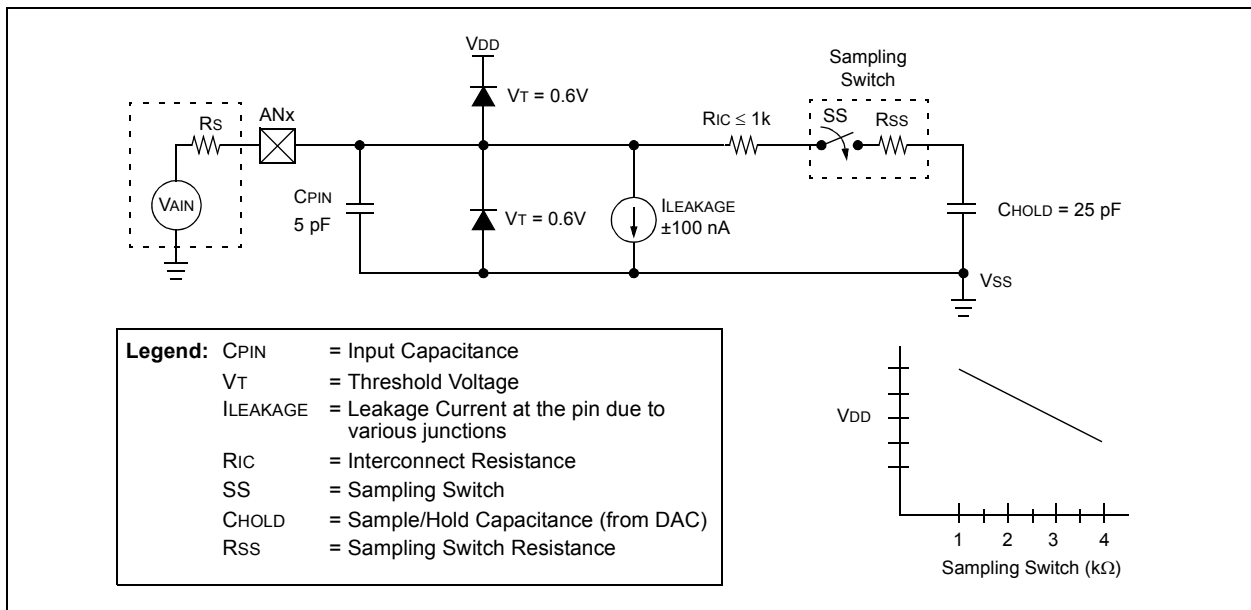 VDD
Sampling
Switch
VT = 0.6V
ANx
RS
RIC ≤ 1k
SS
RSS
VAIN
CPIN
5 pF
VT = 0.6V
ILEAKAGE
±100 nA
CHOLD = 25 pF
VSS
Legend: CPIN = Input Capacitance
VT = Threshold Voltage
ILEAKAGE = Leakage Current at the pin due to
various junctions
RIC = Interconnect Resistance
SS = Sampling Switch
CHOLD = Sample/Hold Capacitance (from DAC)
RSS = Sampling Switch Resistance
VDD
1 2 3 4
Sampling Switch (kΩ)